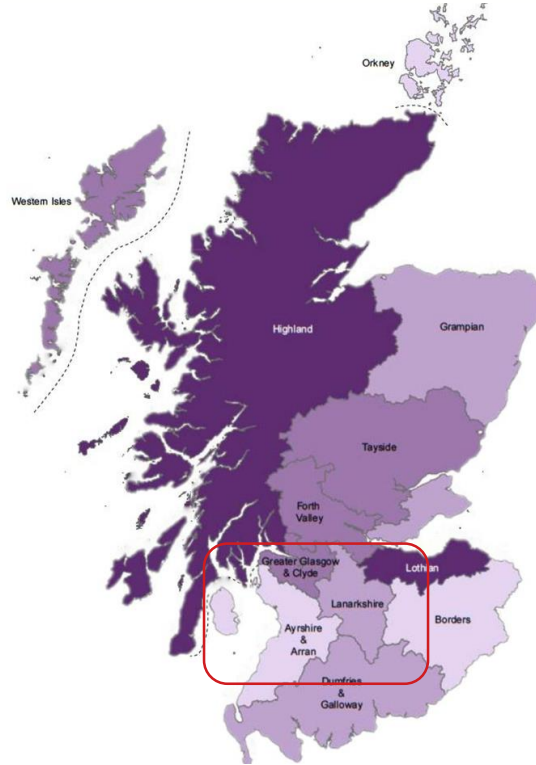 Orkney
Western Isles
Highland
Grampian
Tayside
Forth
Valley
Greater Glasgow
& Clyde
Lothian
Lanarkshire
Borders
Ayrshire
&
Arran
Dumfries
&
Galloway